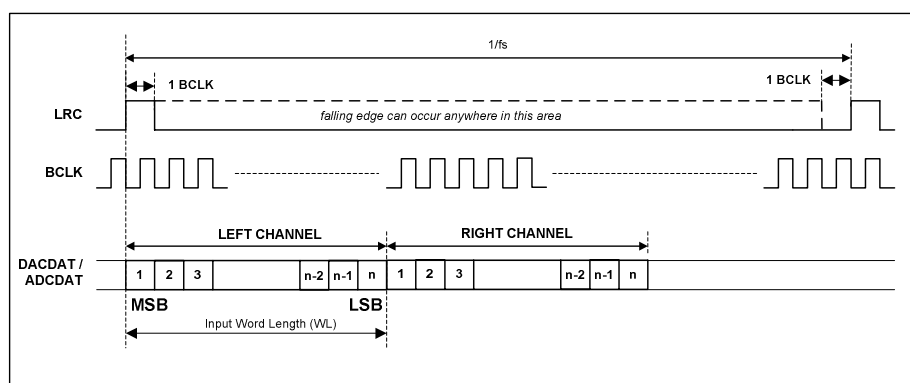 1/fs
1 BCLK
1 BCLK
LRC
falling edge can occur anywhere in this area
BCLK
LEFT CHANNEL
RIGHT CHANNEL
DACDAT /
ADCDAT
1 2 3 n-2 n-1 n 1 2 3 n-2 n-1 n
MSB
LSB
Input Word Length (WL)